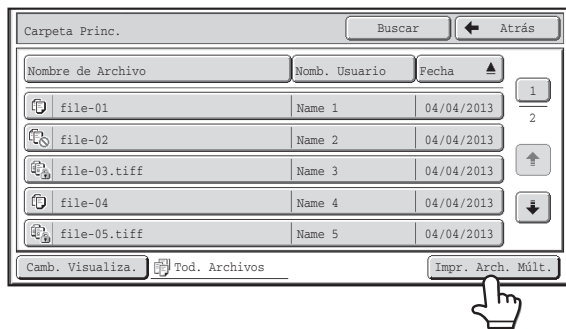 Carpeta Princ. Buscar Atrás
Nombre de Archivo Nomb. Usuario Fecha
1
file-01 Name 1 04/04/2013
2
file-02 Name 2 04/04/2013
file-03.tiff Name 3 04/04/2013
file-04 Name 4 04/04/2013
file-05.tiff Name 5 04/04/2013
Camb. Visualiza. Tod. Archivos Impr. Arch. Múlt.